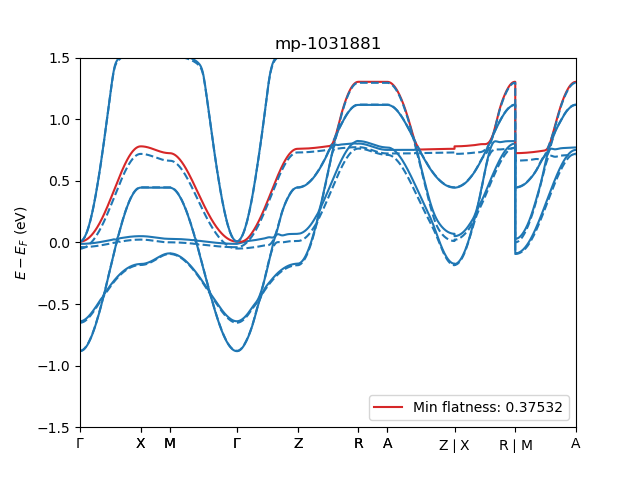 mp-1031881
1.5
1.0
0.5
0.0
−0.5
−1.0
−1.5
E − E_F (eV)
Min flatness: 0.37532
Γ X M Γ Z R A Z | X R | M A